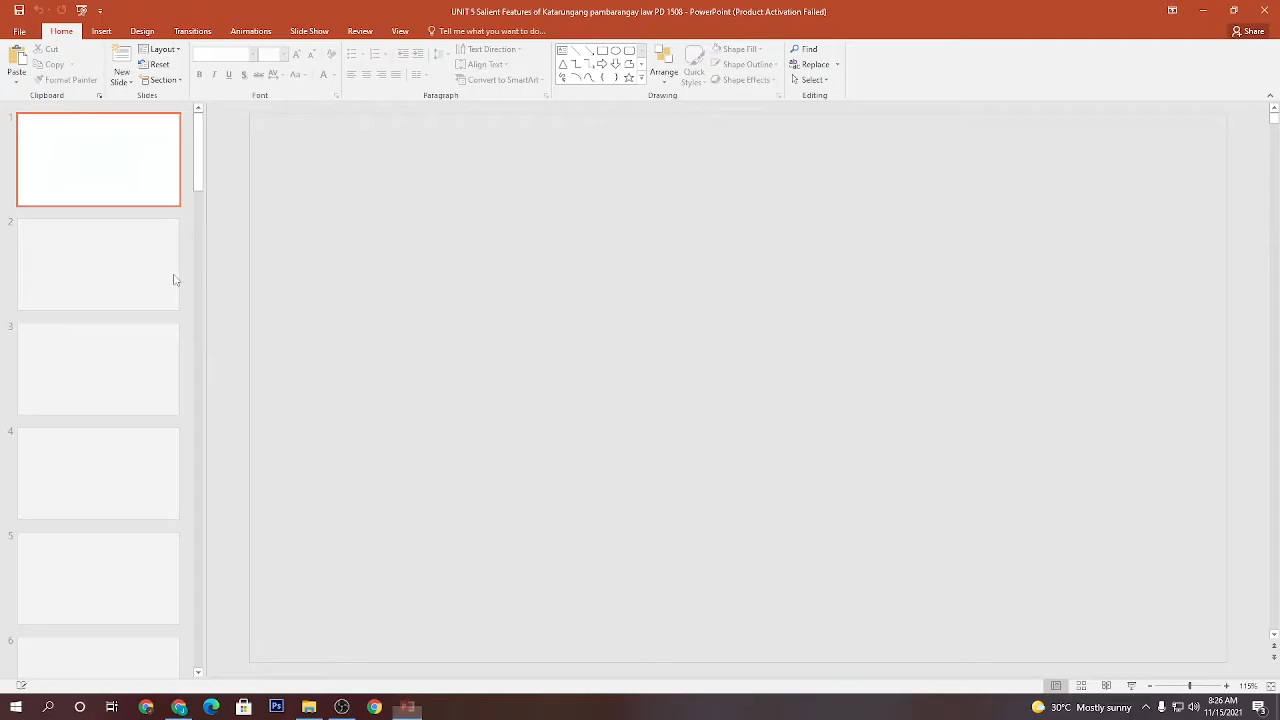 UNIT 5 Salient Features of Katarungang pambarangay law PD 1508 - PowerPoint (Product Activation Failed)
File Home Insert Design Transitions Animations Slide Show Review View Tell me what you want to do... Share
Paste
Cut
Copy
Format Painter
Clipboard
New
Slide
Layout
Reset
Section
Slides
B I U S abc AV Aa A
Font
Text Direction
Align Text
Convert to SmartArt
Paragraph
Arrange
Quick
Styles
Shape Fill
Shape Outline
Shape Effects
Drawing
Find
Replace
Select
Editing
1
2
3
4
5
6
115%
Ps
30°C Mostly sunny
8:26 AM
11/15/2021